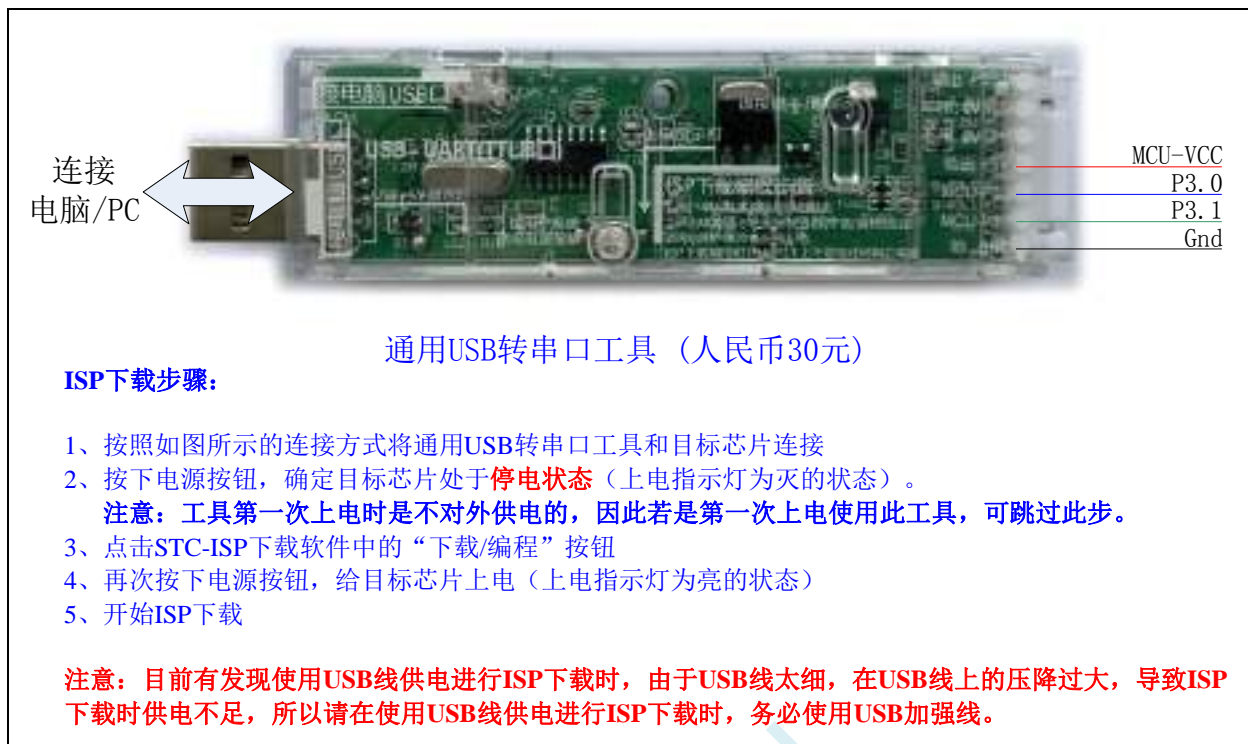 接电脑USB口
USB-UART(TTL串口)
连接
电脑/PC
MCU-VCC
P3.0
P3.1
Gnd
通用USB转串口工具 (人民币30元)
ISP下载步骤：
1、按照如图所示的连接方式将通用USB转串口工具和目标芯片连接
2、按下电源按钮，确定目标芯片处于停电状态（上电指示灯为灭的状态）。
注意：工具第一次上电时是不对外供电的，因此若是第一次上电使用此工具，可跳过此步。
3、点击STC-ISP下载软件中的“下载/编程”按钮
4、再次按下电源按钮，给目标芯片上电（上电指示灯为亮的状态）
5、开始ISP下载
注意：目前有发现使用USB线供电进行ISP下载时，由于USB线太细，在USB线上的压降过大，导致ISP
下载时供电不足，所以请在使用USB线供电进行ISP下载时，务必使用USB加强线。